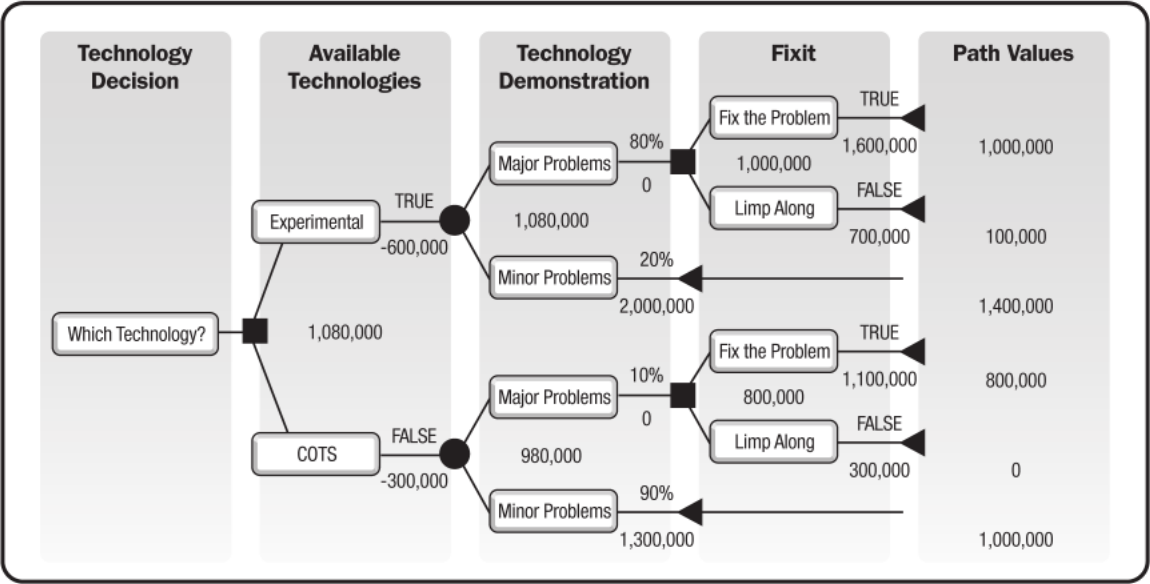 Technology
Decision
Available
Technologies
Technology
Demonstration
Fixit
Path Values
TRUE
Fix the Problem
80%
1,600,000
1,000,000
Major Problems
1,000,000
0
FALSE
TRUE
Limp Along
Experimental
1,080,000
700,000
100,000
-600,000
20%
Minor Problems
2,000,000
1,400,000
Which Technology?
1,080,000
TRUE
Fix the Problem
10%
1,100,000
800,000
Major Problems
800,000
0
FALSE
FALSE
Limp Along
COTS
980,000
300,000
0
-300,000
90%
Minor Problems
1,300,000
1,000,000